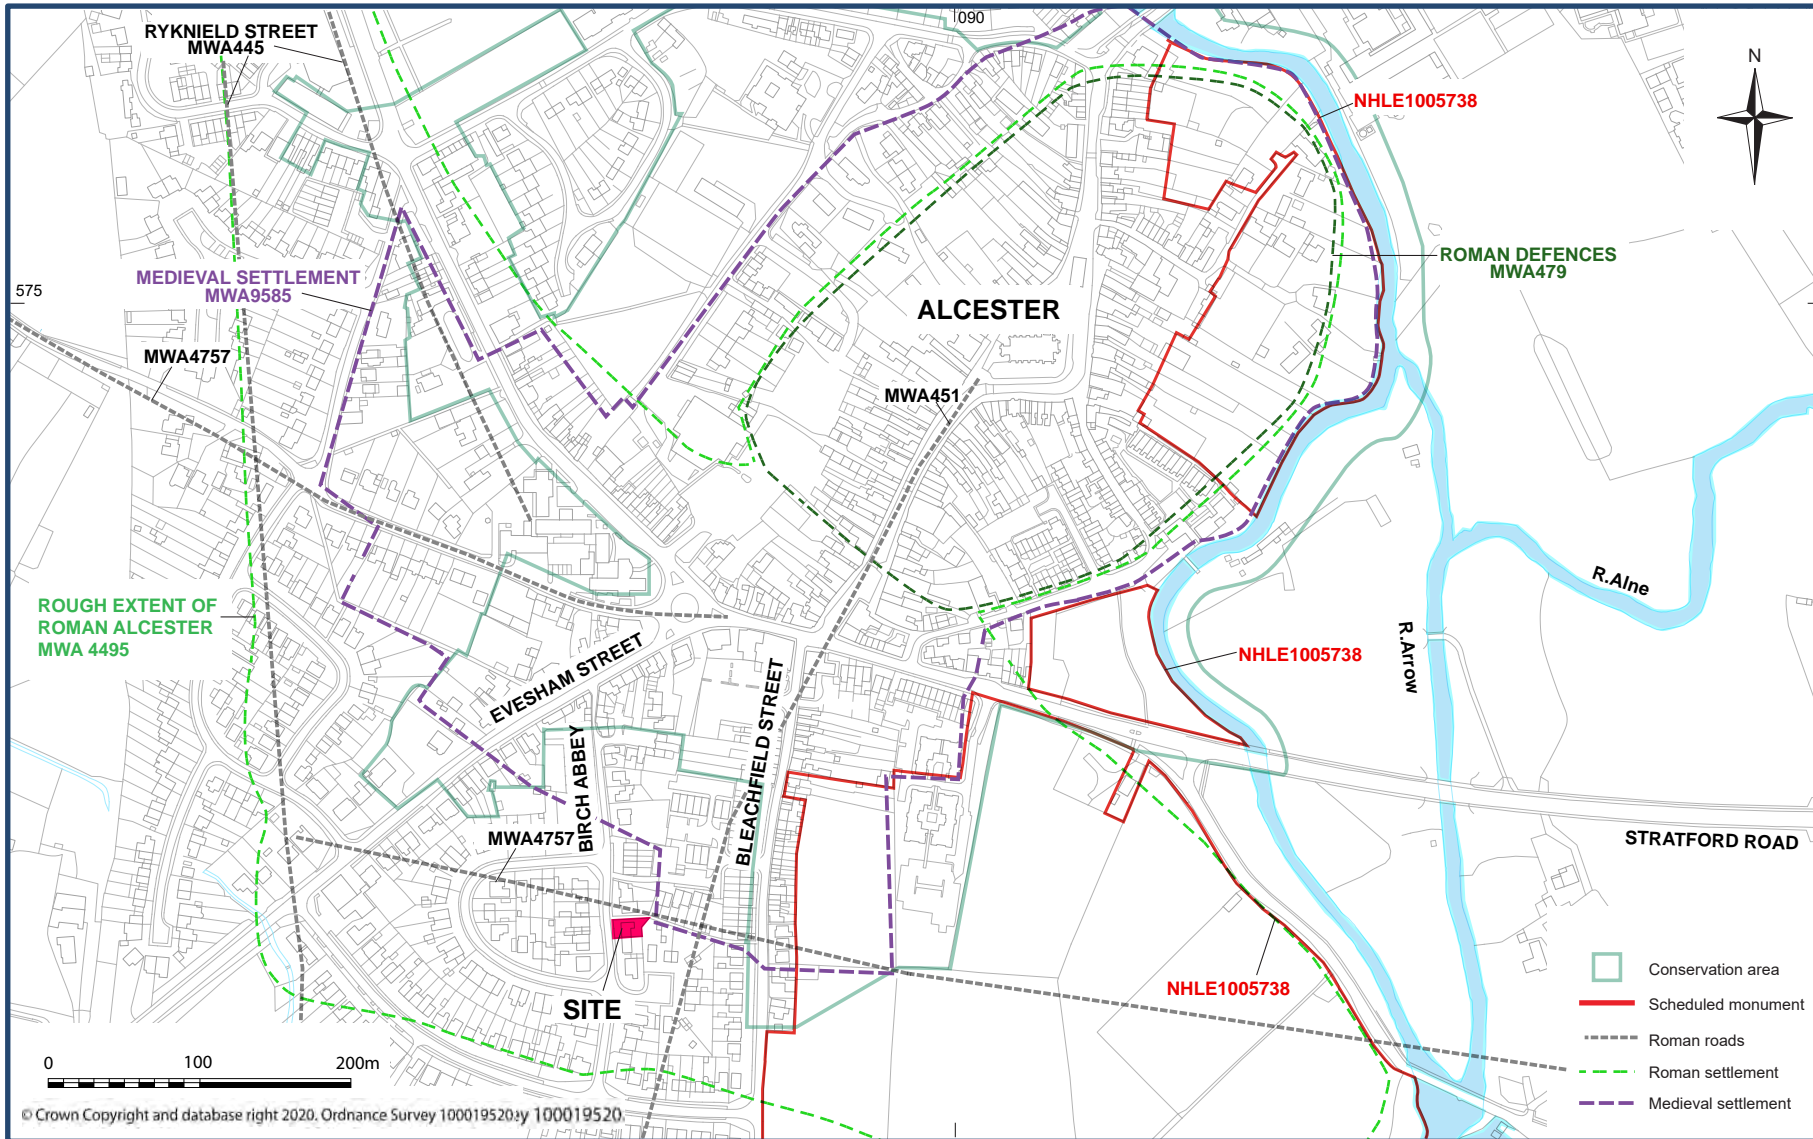 090
RYKNIELD STREET
MWA445
N
NHLE1005738
MEDIEVAL SETTLEMENT
MWA9585
575
ROMAN DEFENCES
MWA479
ALCESTER
MWA4757
MWA451
R.Alne
ROUGH EXTENT OF
ROMAN ALCESTER
MWA 4495
R.Arrow
NHLE1005738
EVESHAM STREET
BLEACHFIELD STREET
BIRCH ABBEY
MWA4757
STRATFORD ROAD
NHLE1005738
SITE
Conservation area
Scheduled monument
Roman roads
Roman settlement
Medieval settlement
0 100 200m
© Crown Copyright and database right 2020. Ordnance Survey 100019520.